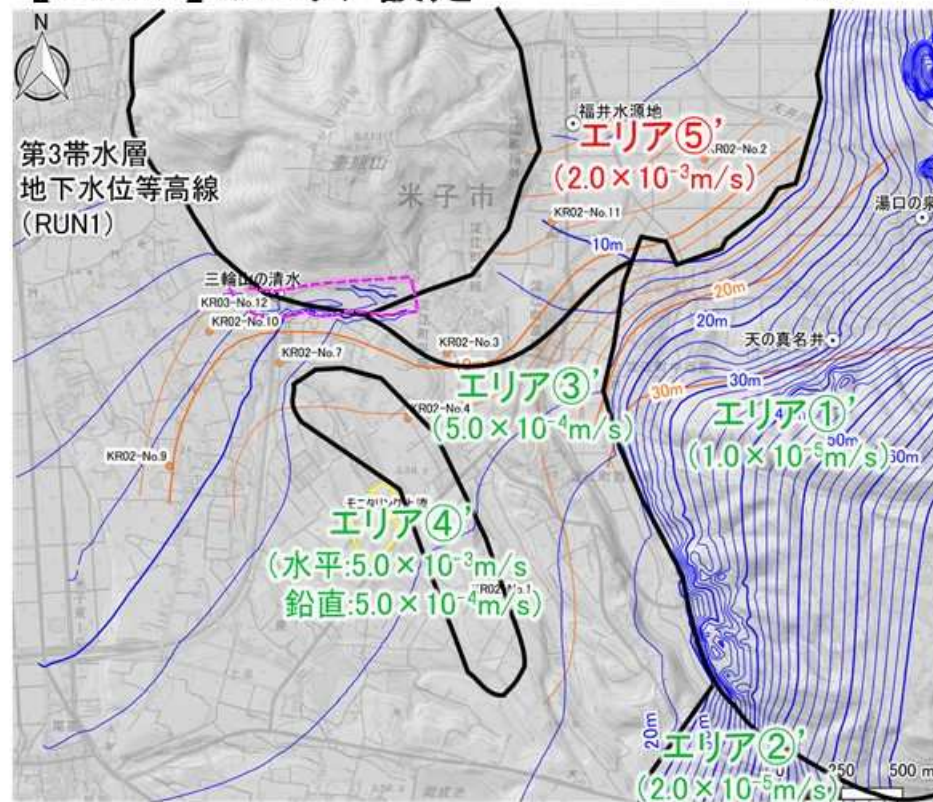 N
第3帯水層
地下水位等高線
(RUN1)
福井水源地
エリア⑤’
KR02-No.2
(2.0×10⁻³m/s)
米子市
湯口の泉
KR02-No.11
10m
三輪山の清水
KR03-No.12
KR02-No.10
20m
20m
天の真名井
KR02-No.3
KR02-No.7
30m
30m
エリア③’
(5.0×10⁻⁴m/s)
KR02-No.4
エリア①’
(1.0×10⁻⁵m/s)
50m
60m
KR02-No.9
エリア④’
(水平:5.0×10⁻³m/s
鉛直:5.0×10⁻⁴m/s)
KR02-No.1
20m
エリア②’
(2.0×10⁻⁵m/s)
0
250
500 m